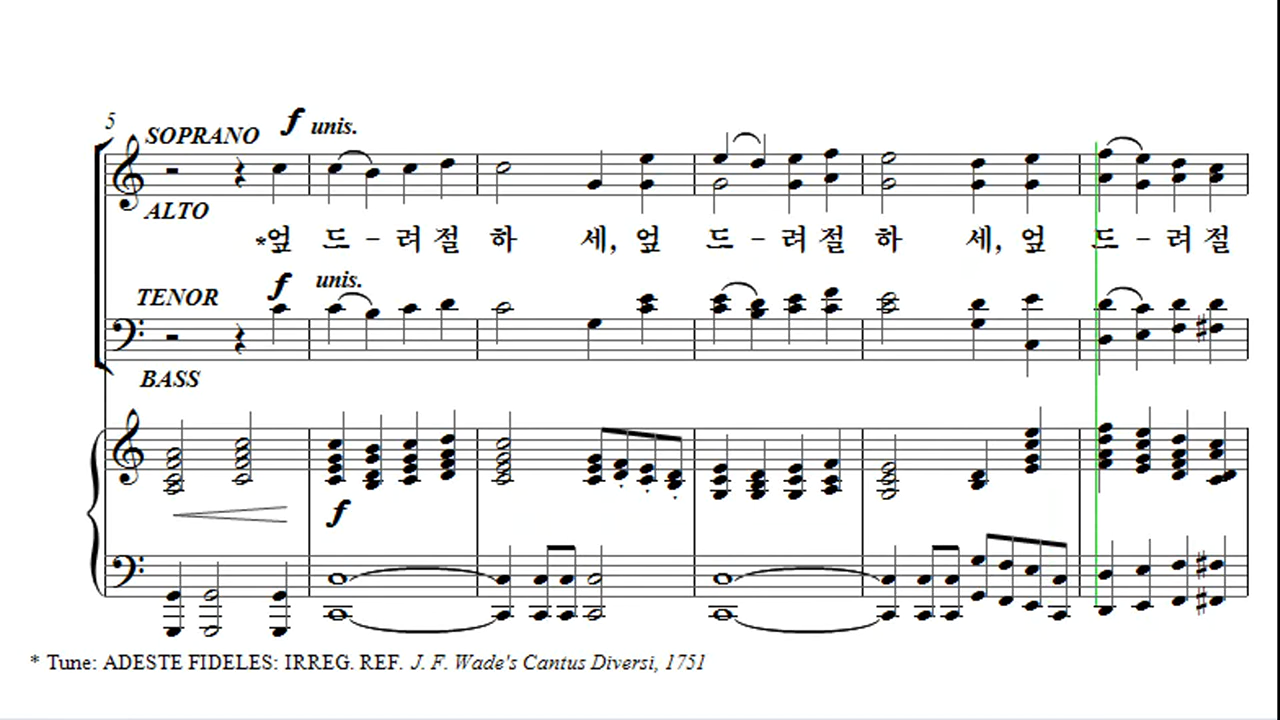 5
SOPRANO f unis.
ALTO
*엎 드 - 려 절 하 세, 엎 드 - 려 절 하 세, 엎 드 - 려 절
TENOR f unis.
BASS
f
* Tune: ADESTE FIDELES: IRREG. REF. J. F. Wade's Cantus Diversi, 1751